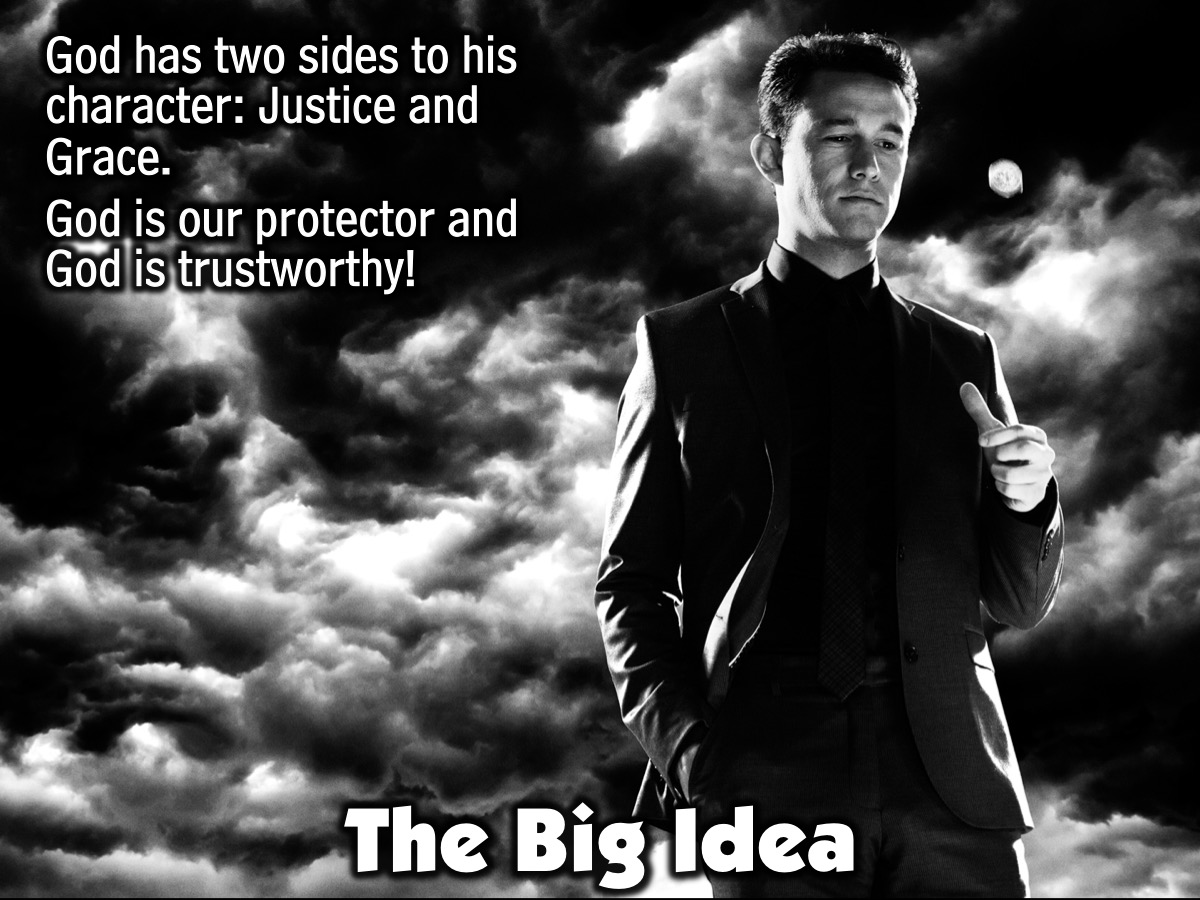 God has two sides to his
character: Justice and
Grace.
God is our protector and
God is trustworthy!
The Big Idea